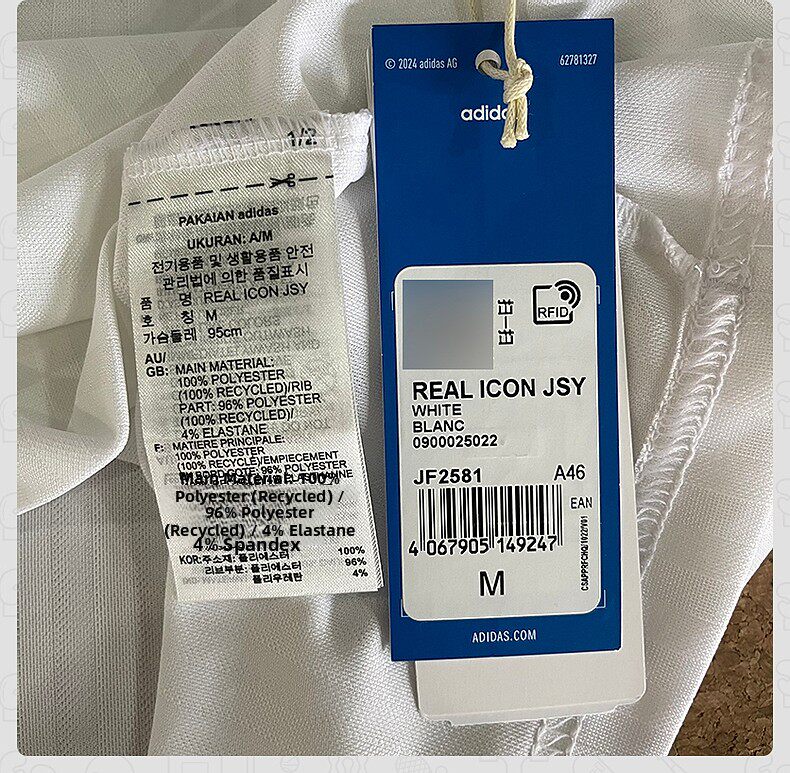 1/2
PAKAIAN adidas
UKURAN: A/M
전기용품 및 생활용품 안전
관리법에 의한 품질표시
품 명 REAL ICON JSY
호 칭 M
가슴둘레 95cm
AU/
GB: MAIN MATERIAL:
100% POLYESTER
(100% RECYCLED)/RIB
PART: 96% POLYESTER
(100% RECYCLED)/
4% ELASTANE
F: MATIERE PRINCIPALE:
100% POLYESTER
(100% RECYCLE)/EMPIECEMENT
Main Material: 100%
Polyester (Recycled) /
96% Polyester
(Recycled) / 4% Elastane
4% Spandex
KOR:주소재: 폴리에스터 100%
리브부분: 폴리에스터 96%
폴리우레탄 4%
© 2024 adidas AG
62781327
RFID
REAL ICON JSY
WHITE
BLANC
0900025022
JF2581 A46
EAN
4 067905 149247
M
ADIDAS.COM